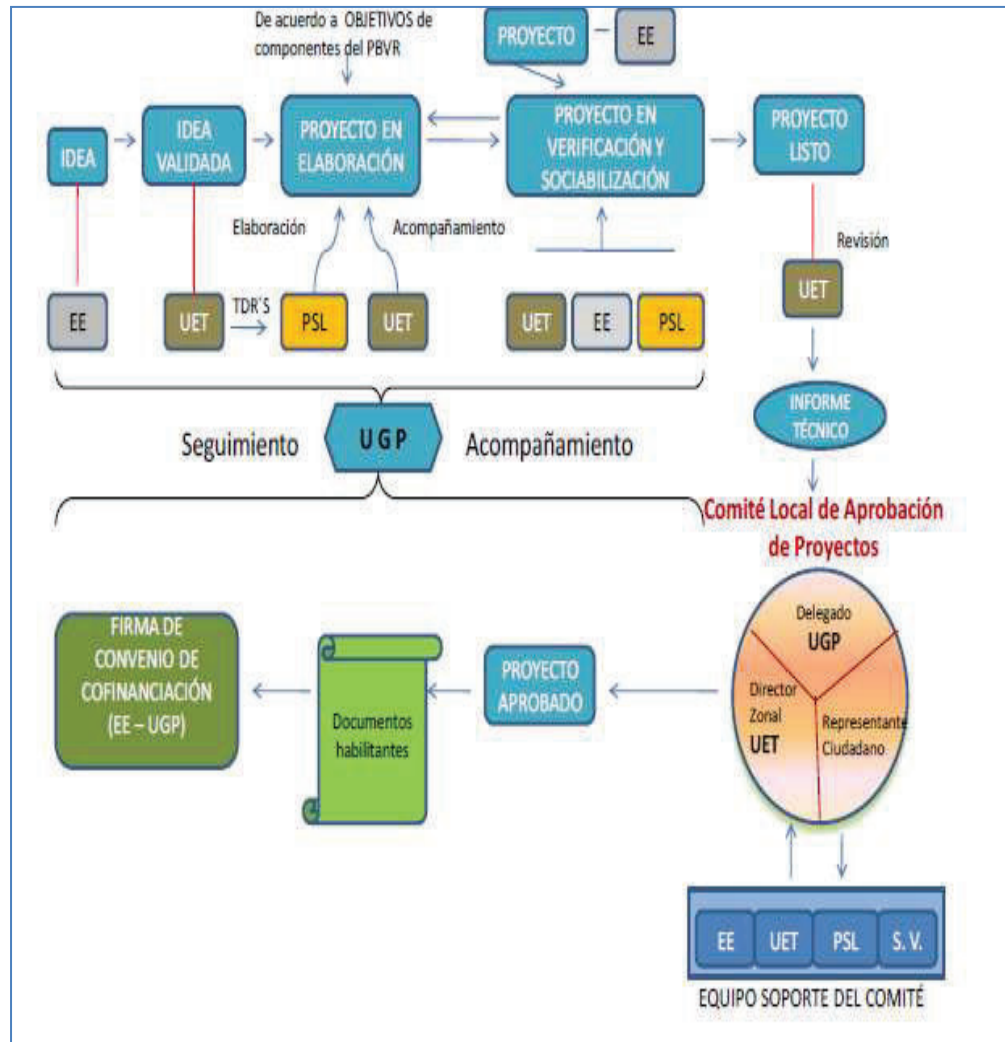 De acuerdo a OBJETIVOS de
componentes del PBVR
PROYECTO
EE
IDEA
IDEA
VALIDADA
PROYECTO EN
ELABORACIÓN
PROYECTO EN
VERIFICACIÓN Y
SOCIABILIZACIÓN
PROYECTO
LISTO
Elaboración
Acompañamiento
Revisión
EE
UET
TDR´S
PSL
UET
UET
EE
PSL
UET
INFORME
TÉCNICO
Seguimiento
U G P
Acompañamiento
Comité Local de Aprobación
de Proyectos
Delegado
UGP
Director
Zonal
UET
Representante
Ciudadano
PROYECTO
APROBADO
Documentos
habilitantes
FIRMA DE
CONVENIO DE
COFINANCIACIÓN
(EE – UGP)
EE
UET
PSL
S. V.
EQUIPO SOPORTE DEL COMITÉ